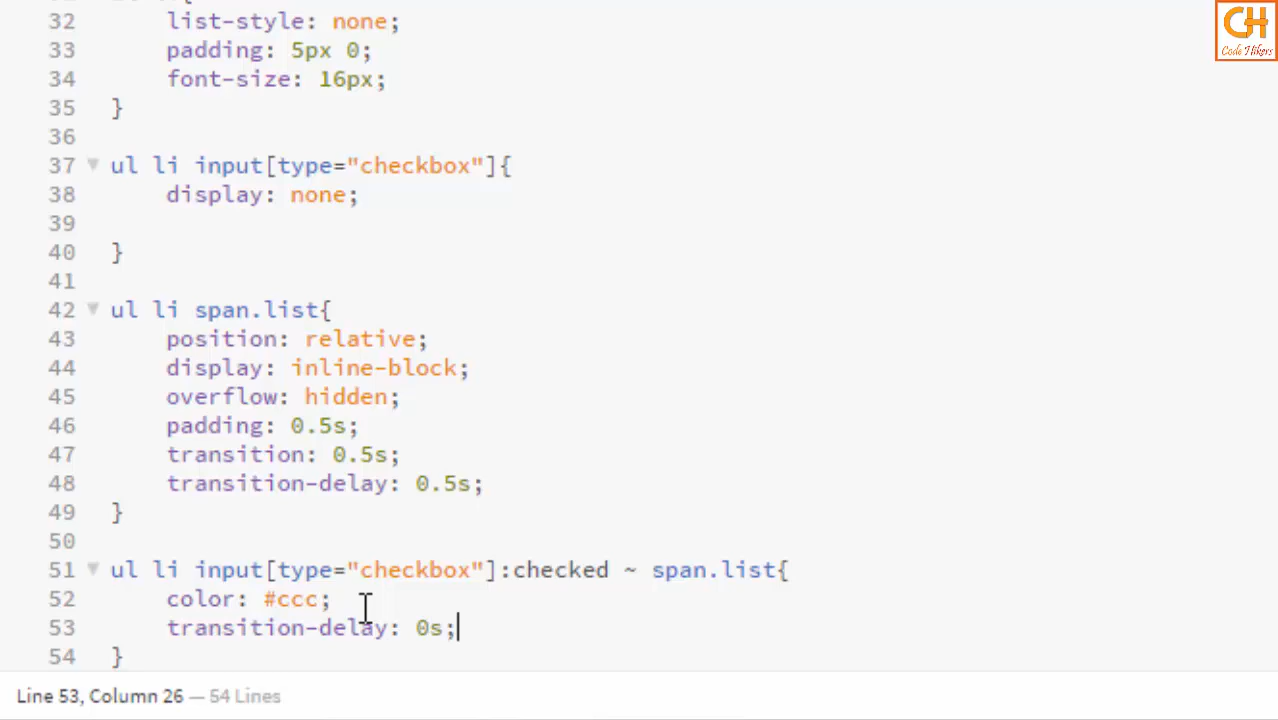 CH
Code Hikers
32 list-style: none;
33 padding: 5px 0;
34 font-size: 16px;
35 }
36
37 ul li input[type="checkbox"]{
38 display: none;
39
40 }
41
42 ul li span.list{
43 position: relative;
44 display: inline-block;
45 overflow: hidden;
46 padding: 0.5s;
47 transition: 0.5s;
48 transition-delay: 0.5s;
49 }
50
51 ul li input[type="checkbox"]:checked ~ span.list{
52 color: #ccc;
53 transition-delay: 0s;
54 }
Line 53, Column 26 — 54 Lines